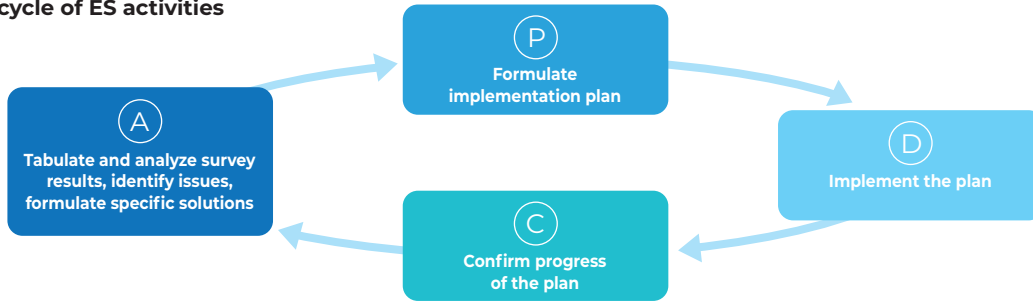 cycle of ES activities
P
Formulate
implementation plan
D
Implement the plan
C
Confirm progress
of the plan
A
Tabulate and analyze survey
results, identify issues,
formulate specific solutions